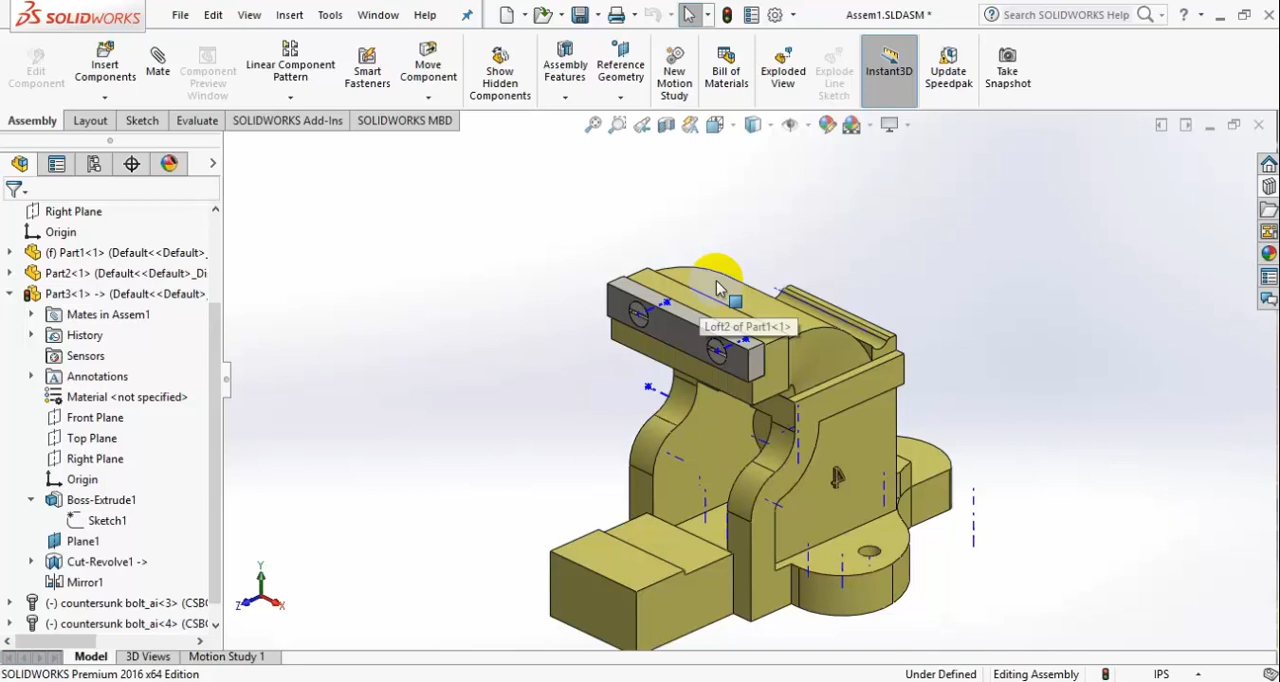 SOLIDWORKS
File Edit View Insert Tools Window Help
Assem1.SLDASM *
Search SOLIDWORKS Help
Edit Component
Insert Components
Mate
Component Preview Window
Linear Component Pattern
Smart Fasteners
Move Component
Show Hidden Components
Assembly Features
Reference Geometry
New Motion Study
Bill of Materials
Exploded View
Explode Line Sketch
Instant3D
Update Speedpak
Take Snapshot
Assembly Layout Sketch Evaluate SOLIDWORKS Add-Ins SOLIDWORKS MBD
Right Plane
Origin
(f) Part1<1> (Default<<Default>_
Part2<1> (Default<<Default>_Di
Part3<1> -> (Default<<Default>
Mates in Assem1
History
Sensors
Annotations
Material <not specified>
Front Plane
Top Plane
Right Plane
Origin
Boss-Extrude1
Sketch1
Plane1
Cut-Revolve1 ->
Mirror1
(-) countersunk bolt_ai<3> (CSBC
(-) countersunk bolt_ai<4> (CSBC
Loft2 of Part1<1>
4
Y
Z
X
Model 3D Views Motion Study 1
SOLIDWORKS Premium 2016 x64 Edition
Under Defined Editing Assembly IPS